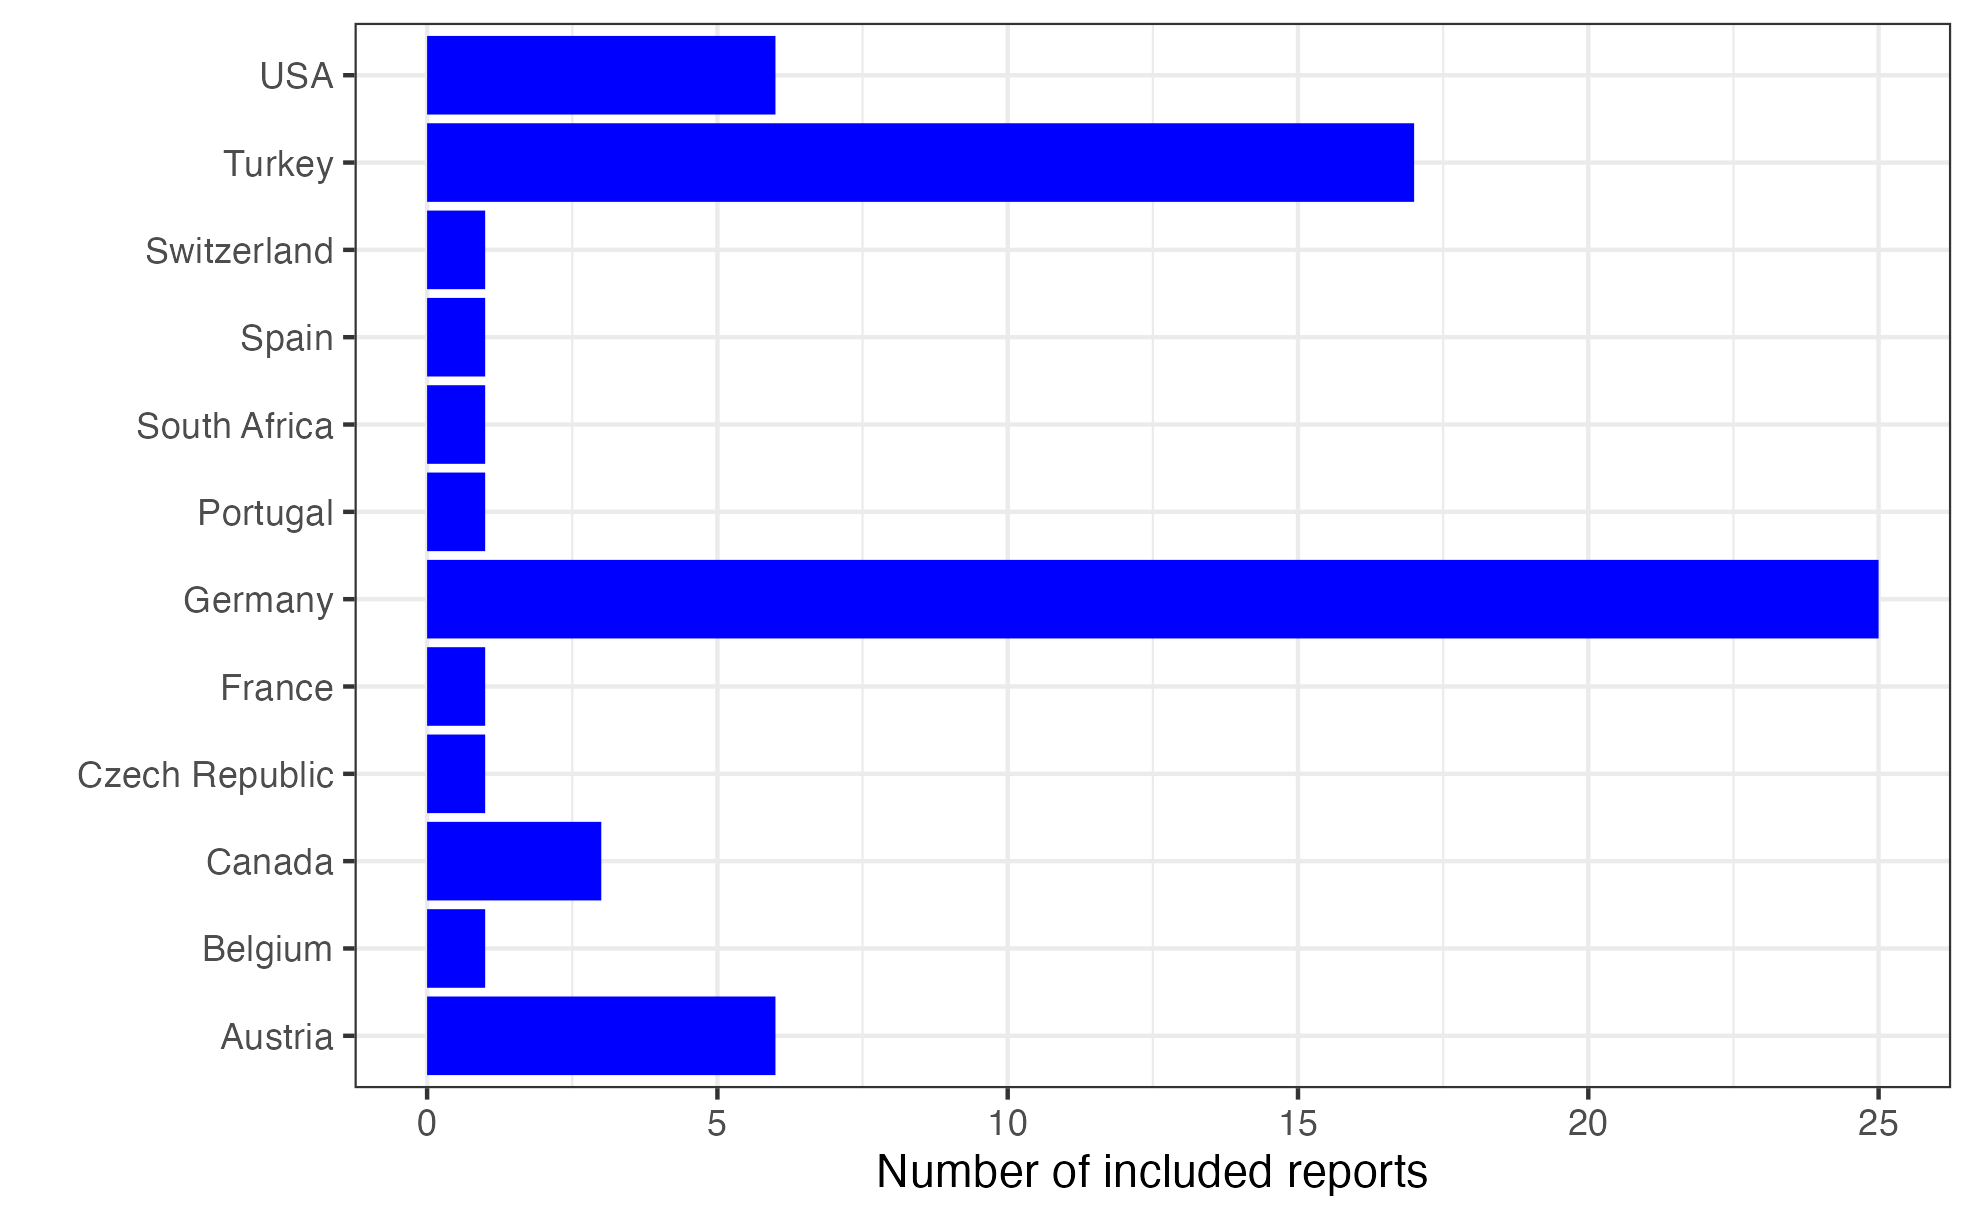 USA
Turkey
Switzerland
Spain
South Africa
Portugal
Germany
France
Czech Republic
Canada
Belgium
Austria
0 5 10 15 20 25
Number of included reports